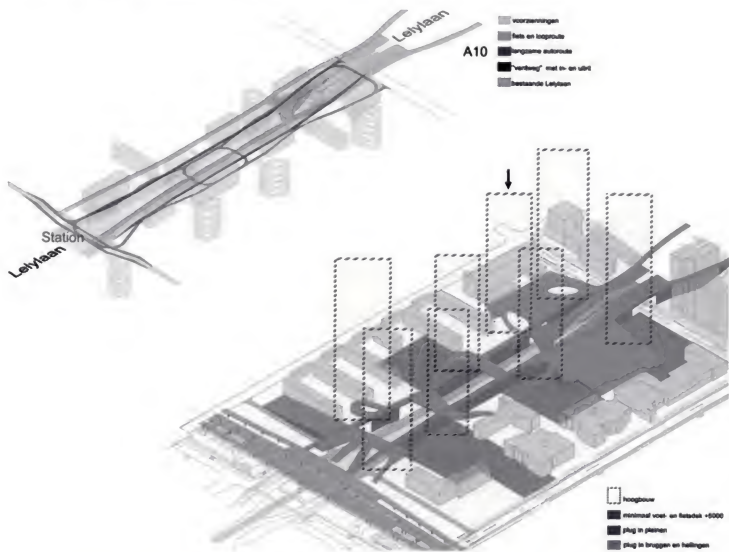 Lelylaan
A10
voorzieningen
fiets en looproute
langzame autoroute
"ventweg" met in- en uitrit
bestaande Lelylaan
Station
Lelylaan
hoogbouw
minimaal voet- en fietsdek +5000
plug in pleinen
plug in bruggen en hellingen